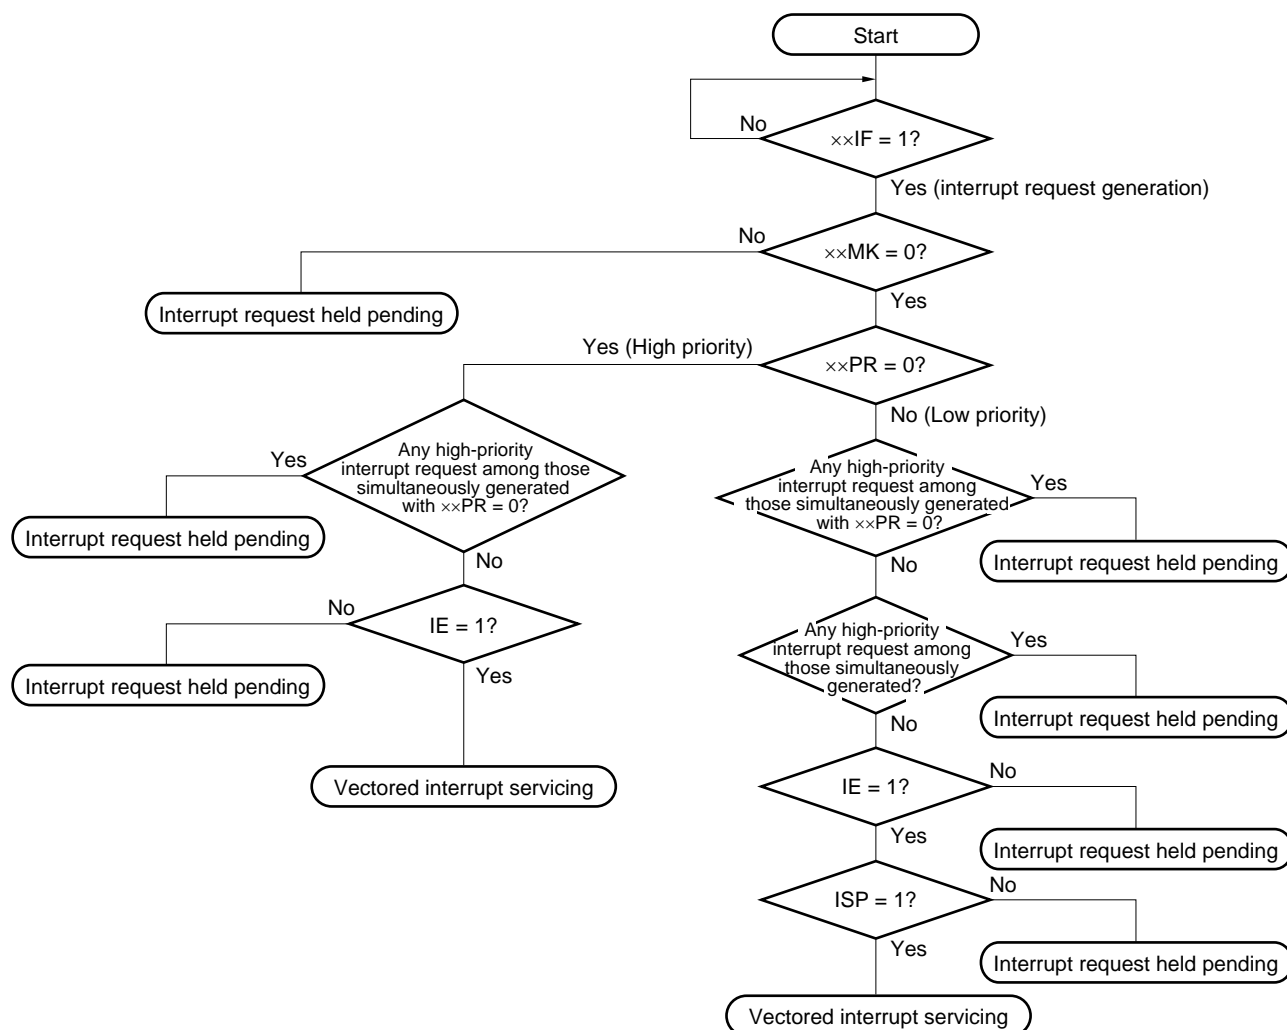 Start
No
××IF = 1?
Yes (interrupt request generation)
No
××MK = 0?
Interrupt request held pending
Yes
Yes (High priority)
××PR = 0?
No (Low priority)
Yes
Any high-priority
interrupt request among those
simultaneously generated
with ××PR = 0?
Any high-priority
interrupt request among
those simultaneously generated
with ××PR = 0?
Yes
Interrupt request held pending
No
Interrupt request held pending
No
No
IE = 1?
Any high-priority
interrupt request among
those simultaneously
generated?
Yes
Interrupt request held pending
Yes
Interrupt request held pending
No
Vectored interrupt servicing
IE = 1?
No
Yes
Interrupt request held pending
ISP = 1?
No
Yes
Interrupt request held pending
Vectored interrupt servicing